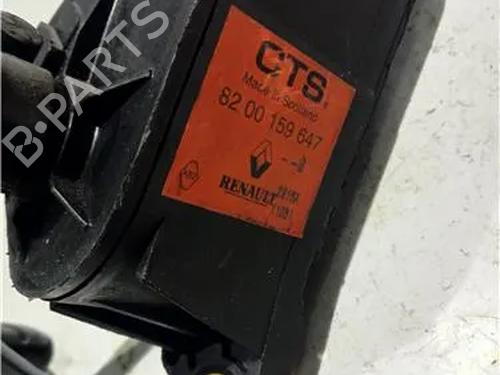 CTS
Made in Scotland
82 00 159 647
--B
RENAULT
B-PARTS